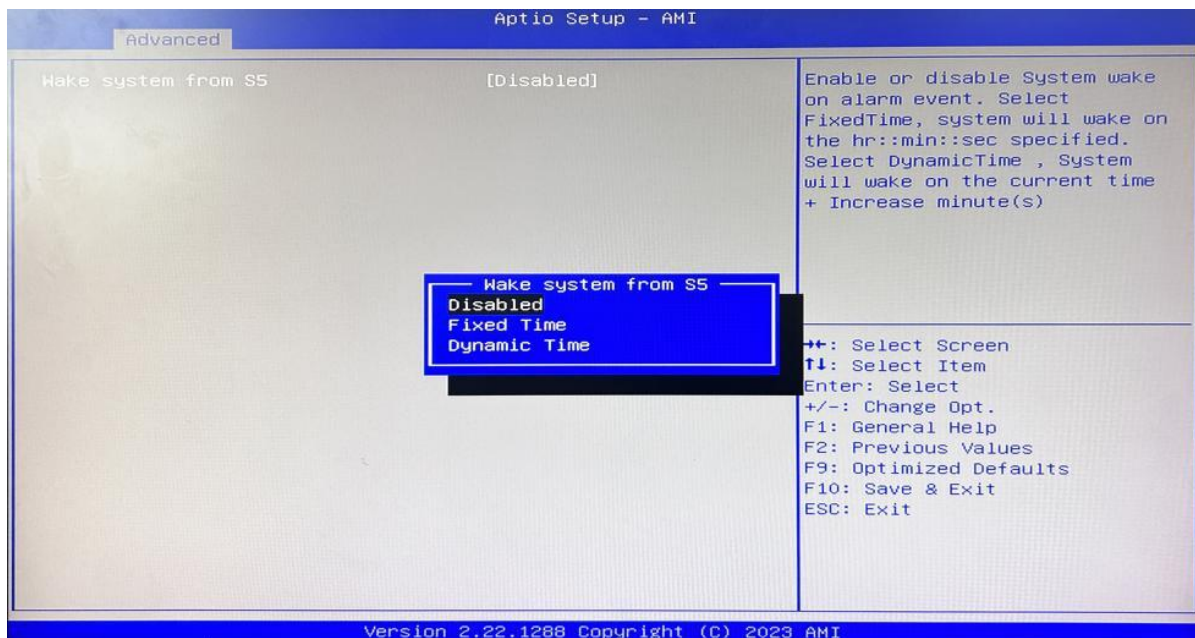 Aptio Setup – AMI
Advanced
Wake system from S5 [Disabled]
Enable or disable System wake
on alarm event. Select
FixedTime, system will wake on
the hr::min::sec specified.
Select DynamicTime , System
will wake on the current time
+ Increase minute(s)
Wake system from S5
Disabled
Fixed Time
Dynamic Time
→←: Select Screen
↑↓: Select Item
Enter: Select
+/-: Change Opt.
F1: General Help
F2: Previous Values
F9: Optimized Defaults
F10: Save & Exit
ESC: Exit
Version 2.22.1288 Copyright (C) 2023 AMI